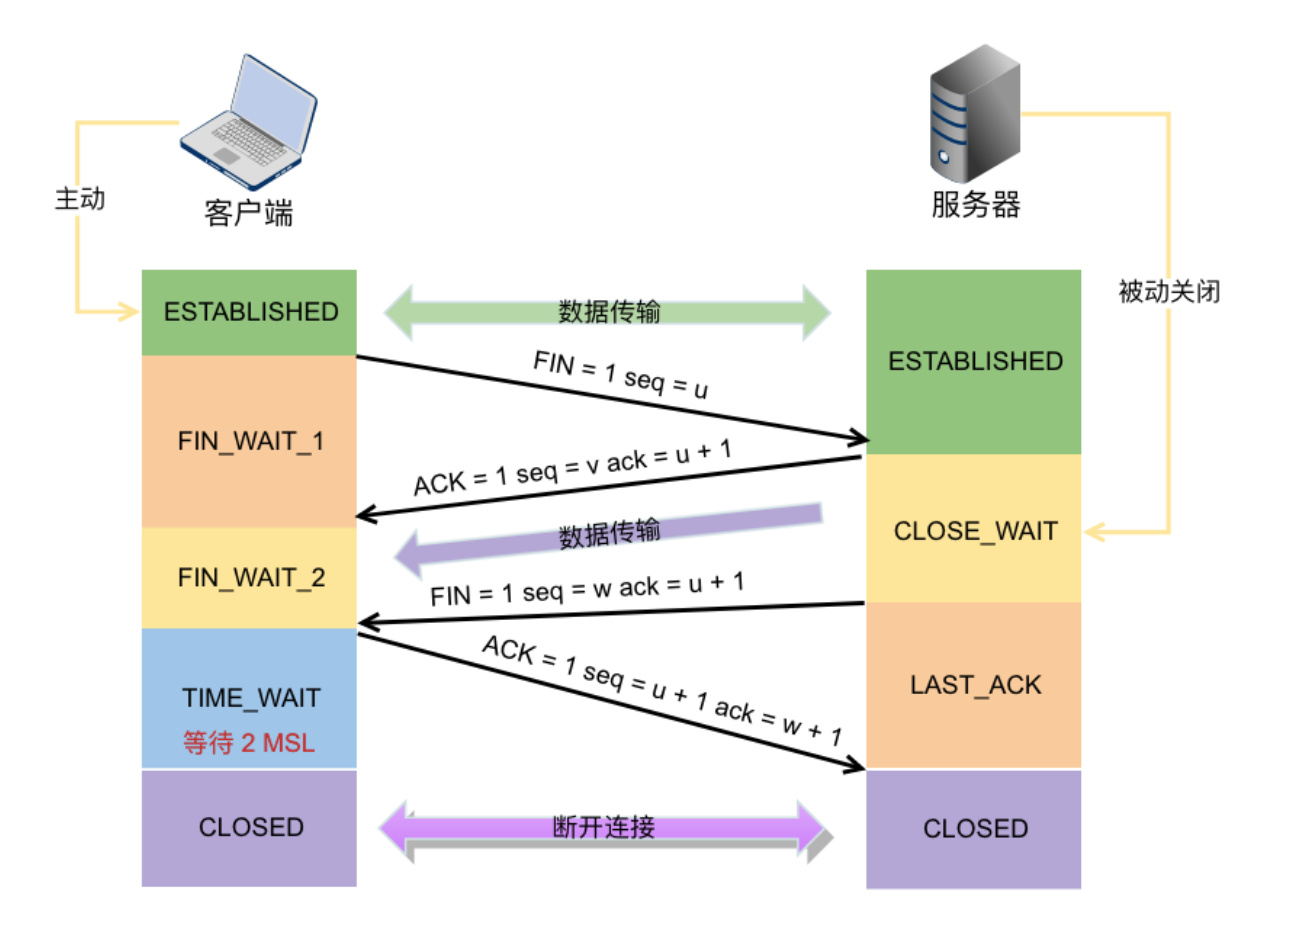 主动
客户端
服务器
被动关闭
ESTABLISHED
数据传输
ESTABLISHED
FIN = 1 seq = u
FIN_WAIT_1
ACK = 1 seq = v ack = u + 1
数据传输
CLOSE_WAIT
FIN_WAIT_2
FIN = 1 seq = w ack = u + 1
ACK = 1 seq = u + 1 ack = w + 1
TIME_WAIT
等待 2 MSL
LAST_ACK
CLOSED
断开连接
CLOSED